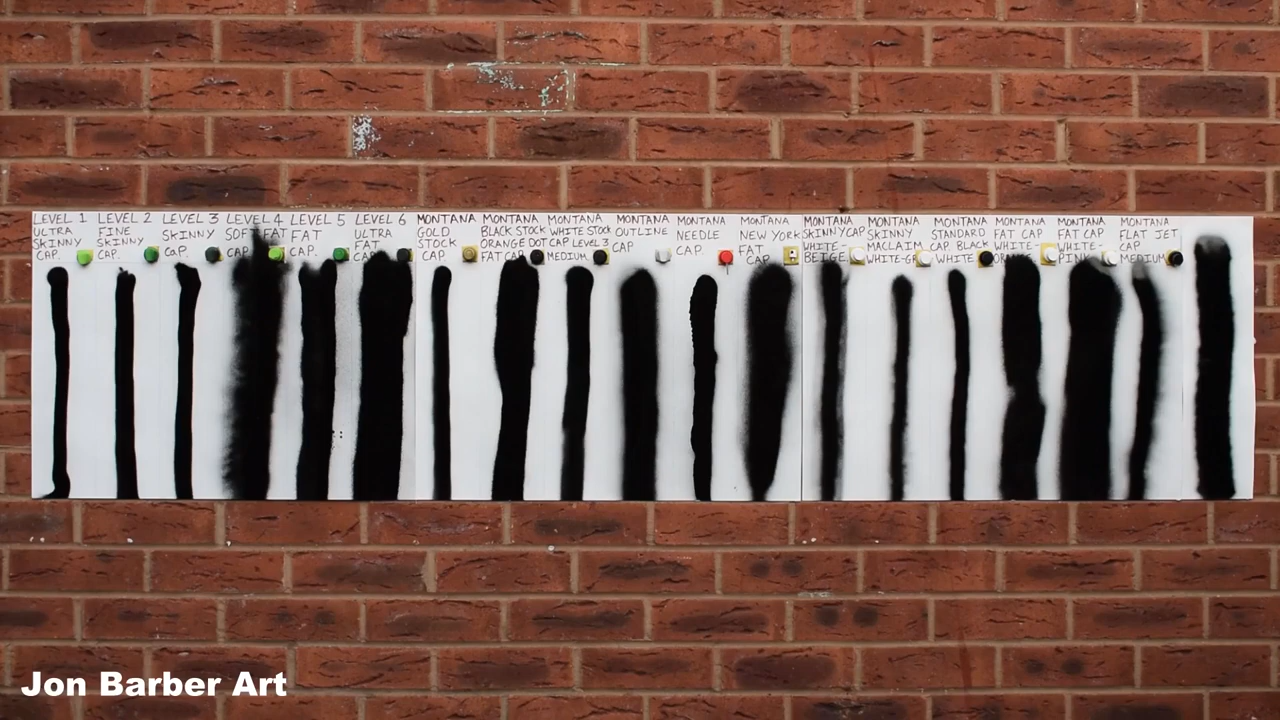 LEVEL 1
ULTRA
SKINNY
CAP.
LEVEL 2
FINE
SKINNY
CAP.
LEVEL 3
SKINNY
CAP.
LEVEL 4
SOFT FAT
LEVEL 5
FAT
CAP.
LEVEL 6
ULTRA
FAT
CAP.
MONTANA
GOLD
STOCK
CAP.
MONTANA
BLACK STOCK
ORANGE DOT
FAT CAP
MONTANA
WHITE STOCK
CAP LEVEL 3
MEDIUM
MONTANA
OUTLINE
CAP
MONTANA
NEEDLE
CAP.
MONTANA
NEW YORK
FAT
CAP
MONTANA
SKINNY CAP
WHITE-
BEIGE
MONTANA
SKINNY
MACLAIM
WHITE-GR
MONTANA
STANDARD
CAP. BLACK
WHITE
MONTANA
FAT CAP
WHITE-
MONTANA
FAT CAP
WHITE-
PINK
MONTANA
FLAT JET
CAP
MEDIUM
Jon Barber Art